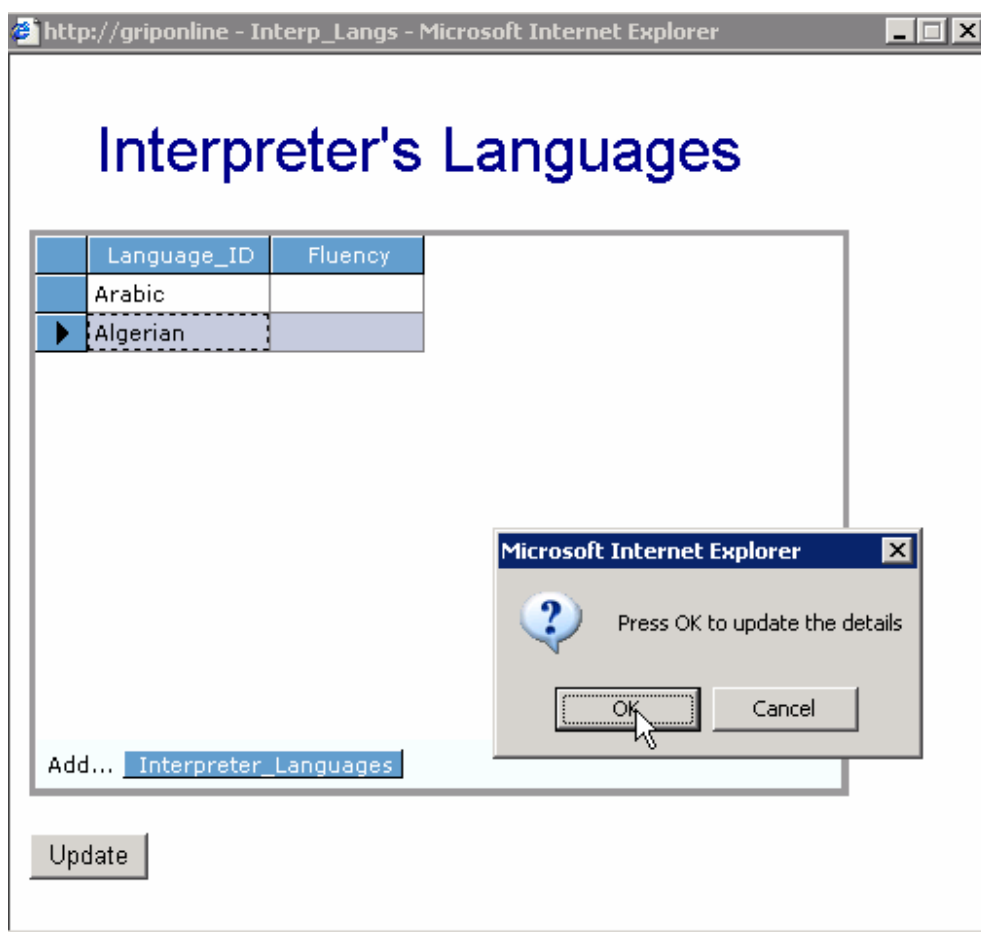 http://griponline - Interp_Langs - Microsoft Internet Explorer
Interpreter's Languages
Language_ID Fluency
Arabic
Algerian
Microsoft Internet Explorer
Press OK to update the details
OK Cancel
Add... Interpreter_Languages
Update